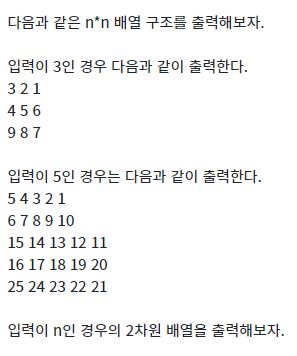 다음과 같은 n*n 배열 구조를 출력해보자.
입력이 3인 경우 다음과 같이 출력한다.
3 2 1
4 5 6
9 8 7
입력이 5인 경우는 다음과 같이 출력한다.
5 4 3 2 1
6 7 8 9 10
15 14 13 12 11
16 17 18 19 20
25 24 23 22 21
입력이 n인 경우의 2차원 배열을 출력해보자.